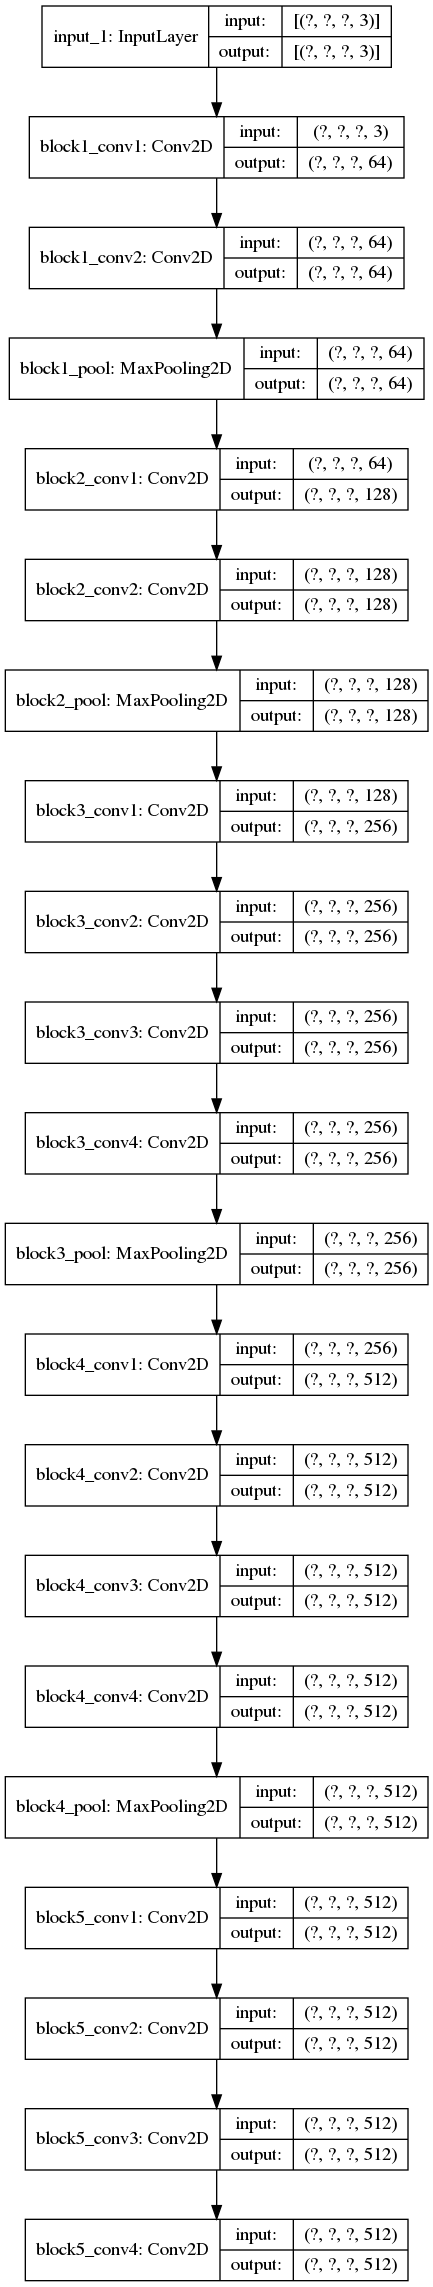 input_1: InputLayer
input: [(?, ?, ?, 3)]
output: [(?, ?, ?, 3)]
block1_conv1: Conv2D
input: (?, ?, ?, 3)
output: (?, ?, ?, 64)
block1_conv2: Conv2D
input: (?, ?, ?, 64)
output: (?, ?, ?, 64)
block1_pool: MaxPooling2D
input: (?, ?, ?, 64)
output: (?, ?, ?, 64)
block2_conv1: Conv2D
input: (?, ?, ?, 64)
output: (?, ?, ?, 128)
block2_conv2: Conv2D
input: (?, ?, ?, 128)
output: (?, ?, ?, 128)
block2_pool: MaxPooling2D
input: (?, ?, ?, 128)
output: (?, ?, ?, 128)
block3_conv1: Conv2D
input: (?, ?, ?, 128)
output: (?, ?, ?, 256)
block3_conv2: Conv2D
input: (?, ?, ?, 256)
output: (?, ?, ?, 256)
block3_conv3: Conv2D
input: (?, ?, ?, 256)
output: (?, ?, ?, 256)
block3_conv4: Conv2D
input: (?, ?, ?, 256)
output: (?, ?, ?, 256)
block3_pool: MaxPooling2D
input: (?, ?, ?, 256)
output: (?, ?, ?, 256)
block4_conv1: Conv2D
input: (?, ?, ?, 256)
output: (?, ?, ?, 512)
block4_conv2: Conv2D
input: (?, ?, ?, 512)
output: (?, ?, ?, 512)
block4_conv3: Conv2D
input: (?, ?, ?, 512)
output: (?, ?, ?, 512)
block4_conv4: Conv2D
input: (?, ?, ?, 512)
output: (?, ?, ?, 512)
block4_pool: MaxPooling2D
input: (?, ?, ?, 512)
output: (?, ?, ?, 512)
block5_conv1: Conv2D
input: (?, ?, ?, 512)
output: (?, ?, ?, 512)
block5_conv2: Conv2D
input: (?, ?, ?, 512)
output: (?, ?, ?, 512)
block5_conv3: Conv2D
input: (?, ?, ?, 512)
output: (?, ?, ?, 512)
block5_conv4: Conv2D
input: (?, ?, ?, 512)
output: (?, ?, ?, 512)